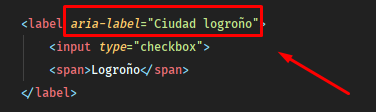 <label aria-label="Ciudad logroño">
<input type="checkbox">
<span>Logroño</span>
</label>